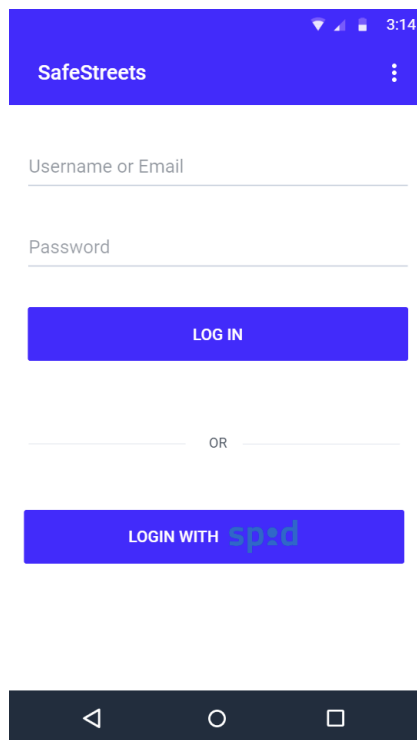 3:14
SafeStreets
Username or Email
Password
LOG IN
OR
LOGIN WITH spid